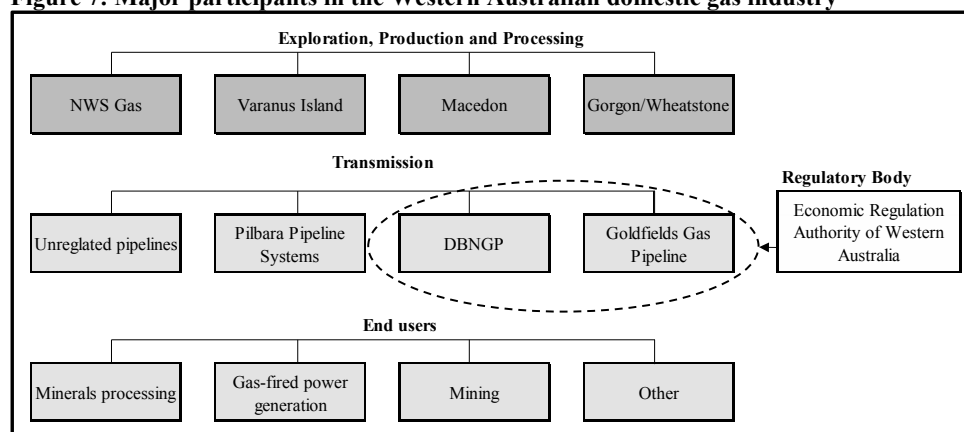 Figure 7: Major participants in the Western Australian domestic gas industry
Exploration, Production and Processing
NWS Gas
Varanus Island
Macedon
Gorgon/Wheatstone
Transmission
Regulatory Body
Unreglated pipelines
Pilbara Pipeline
Systems
DBNGP
Goldfields Gas
Pipeline
Economic Regulation
Authority of Western
Australia
End users
Minerals processing
Gas-fired power
generation
Mining
Other